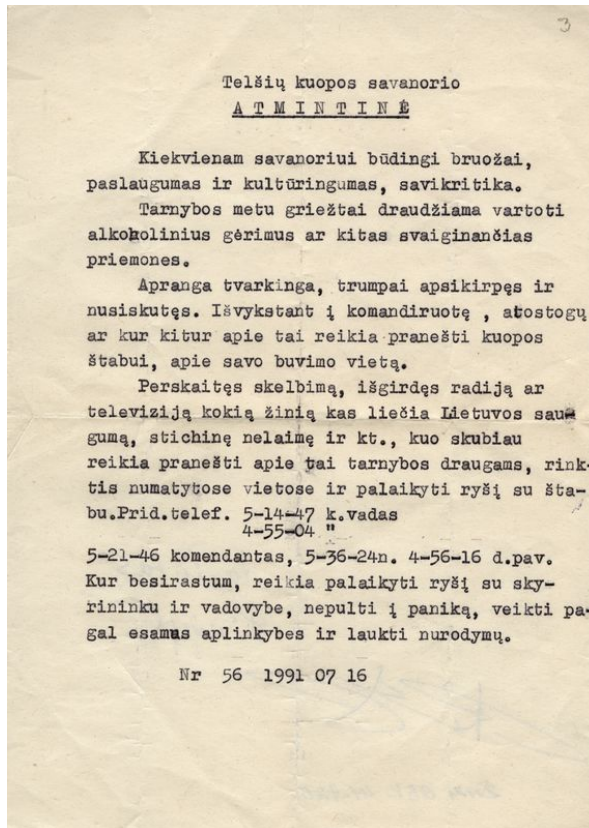 3
Telšių kuopos savanorio
A T M I N T I N Ė
Kiekvienam savanoriui būdingi bruožai,
paslaugumas ir kultūringumas, savikritika.
Tarnybos metu griežtai draudžiama vartoti
alkoholinius gėrimus ar kitas svaiginančias
priemones.
Apranga tvarkinga, trumpai apsikirpęs ir
nusiskutęs. Išvykstant į komandiruotę , atostogų
ar kur kitur apie tai reikia pranešti kuopos
štabui, apie savo buvimo vietą.
Perskaitęs skelbimą, išgirdęs radiją ar
televiziją kokią žinią kas liečia Lietuvos sau-
gumą, stichinę nelaimę ir kt., kuo skubiau
reikia pranešti apie tai tarnybos draugams, rink-
tis numatytose vietose ir palaikyti ryšį su šta-
bu.Prid.telef. 5-14-47 k.vadas
4-55-04 "
5-21-46 komendantas, 5-36-24n. 4-56-16 d.pav.
Kur besirastum, reikia palaikyti ryšį su sky-
rininku ir vadovybe, nepulti į paniką, veikti pa-
gal esamus aplinkybes ir laukti nurodymų.
Nr 56 1991 07 16